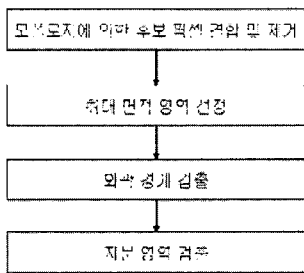 모폴로지에 의한 후보 픽셀 결합 및 제거
최대 면적 영역 선정
외곽 경계 검출
지문 영역 검출